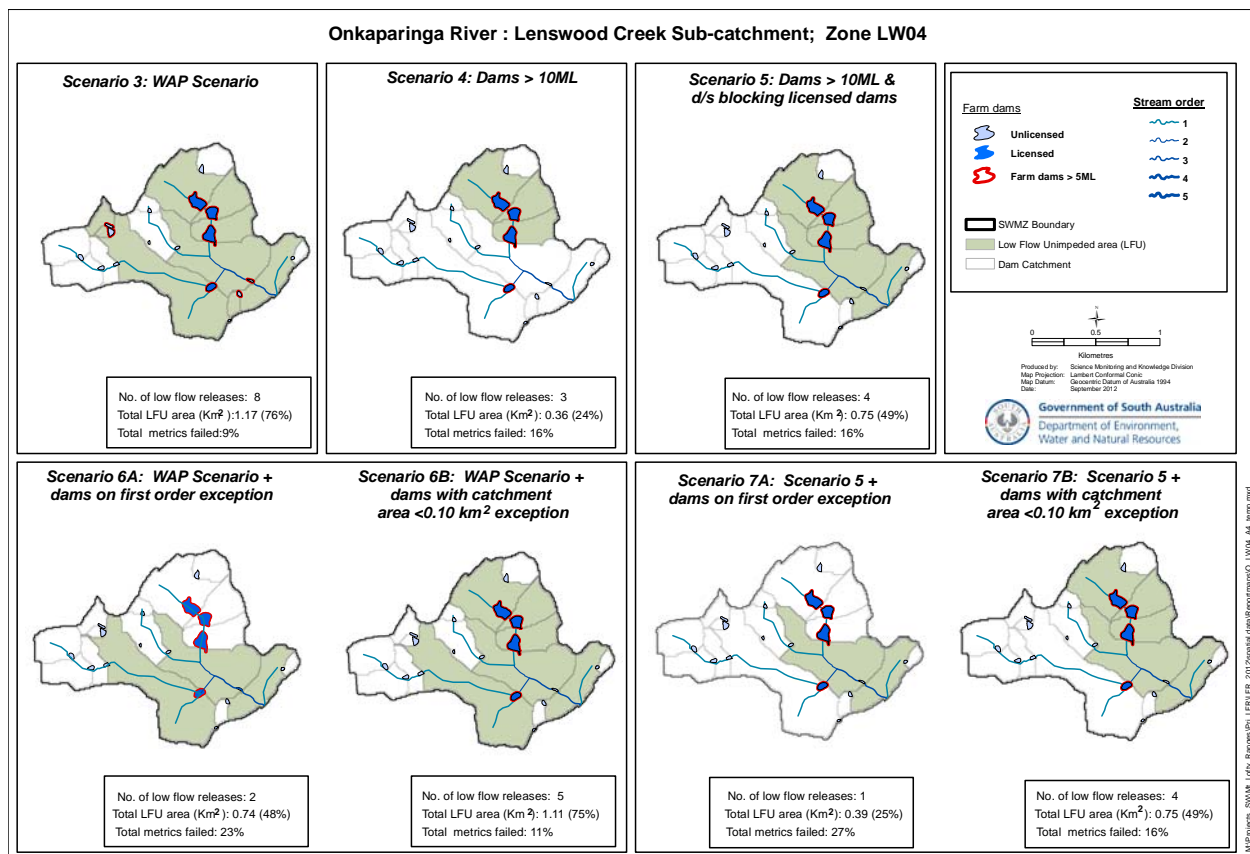 Onkaparinga River : Lenswood Creek Sub-catchment;  Zone LW04
Scenario 3: WAP Scenario
No. of low flow releases:  8
Total LFU area (Km²):1.17 (76%)
Total  metrics failed:9%
Scenario 4: Dams > 10ML
No. of low flow releases:  3
Total LFU area (Km²): 0.36 (24%)
Total  metrics failed: 16%
Scenario 5: Dams > 10ML &
d/s blocking licensed dams
No. of low flow releases:  4
Total LFU area (Km ²): 0.75 (49%)
Total  metrics failed: 16%
Farm dams
Unlicensed
Licensed
Farm dams > 5ML
Stream order
1
2
3
4
5
SWMZ Boundary
Low Flow Unimpeded area (LFU)
Dam Catchment
N
0 0.5 1
Kilometres
Produced by: Science Monitoring and Knowledge Division
Map Projection: Lambert Conformal Conic
Map Datum: Geocentric Datum of Australia 1994
Date: September 2012
SOUTH AUSTRALIA
Government of South Australia
Department of Environment,
Water and Natural Resources
Scenario 6A:  WAP Scenario +
dams on first order exception
No. of low flow releases: 2
Total LFU area (Km²): 0.74 (48%)
Total metrics failed: 23%
Scenario 6B:  WAP Scenario +
dams with catchment
area <0.10 km² exception
No. of low flow releases:  5
Total LFU area (Km ²): 1.11 (75%)
Total  metrics failed: 11%
Scenario 7A:  Scenario 5 +
dams on first order exception
No. of low flow releases: 1
Total LFU area (Km²): 0.39 (25%)
Total metrics failed: 27%
Scenario 7B:  Scenario 5 +
dams with catchment
area <0.10 km² exception
No. of low flow releases:  4
Total LFU area (Km²): 0.75 (49%)
Total  metrics failed: 16%